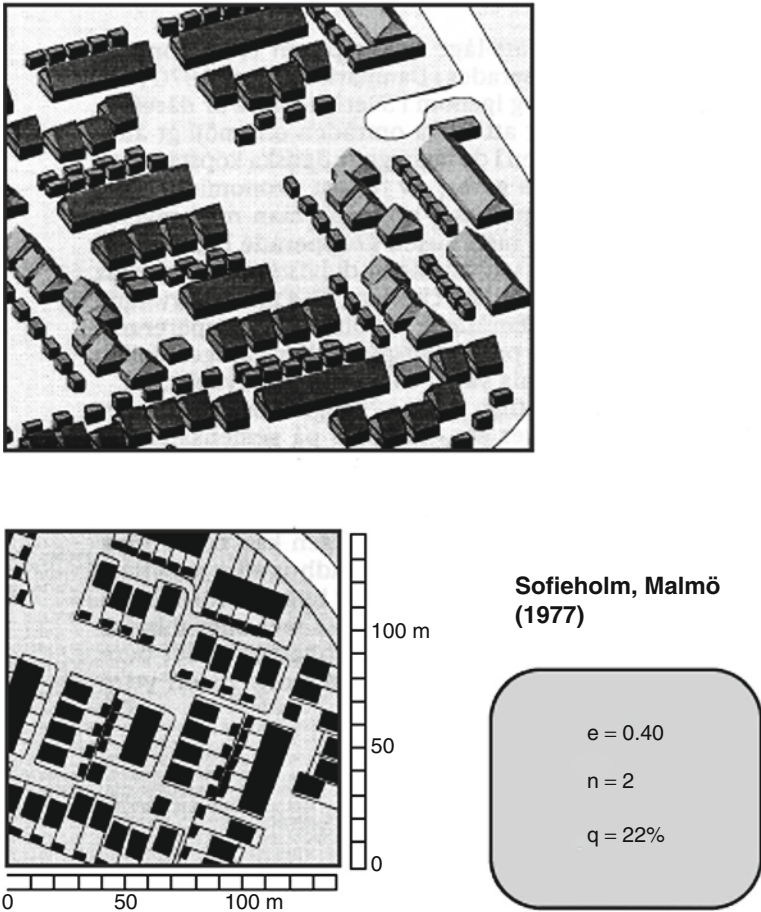 Sofieholm, Malmö
(1977)
100 m
50
0
0
50
100 m
e = 0.40
n = 2
q = 22%